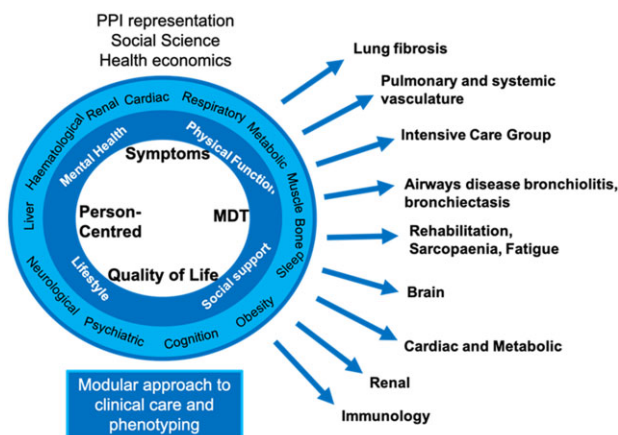 PPI representation
Social Science
Health economics
Liver
Haematological
Renal
Cardiac
Respiratory
Metabolic
Muscle
Bone
Sleep
Obesity
Cognition
Psychiatric
Neurological
Mental Health
Physical Function
Social support
Lifestyle
Symptoms
Person-
Centred
MDT
Quality of Life
Modular approach to
clinical care and
phenotyping
Lung fibrosis
Pulmonary and systemic
vasculature
Intensive Care Group
Airways disease bronchiolitis,
bronchiectasis
Rehabilitation,
Sarcopaenia, Fatigue
Brain
Cardiac and Metabolic
Renal
Immunology